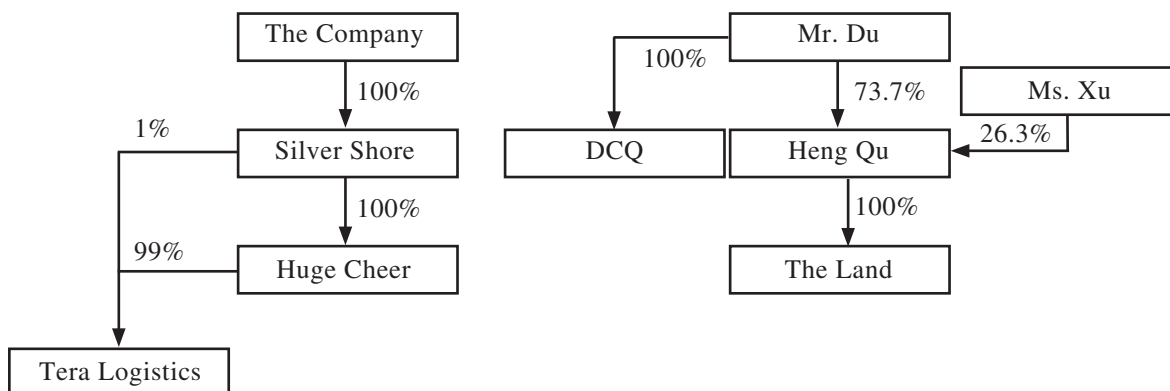 The Company
Mr. Du
100%
100%
73.7%
Ms. Xu
1%
Silver Shore
DCQ
Heng Qu
26.3%
100%
100%
99%
Huge Cheer
The Land
Tera Logistics